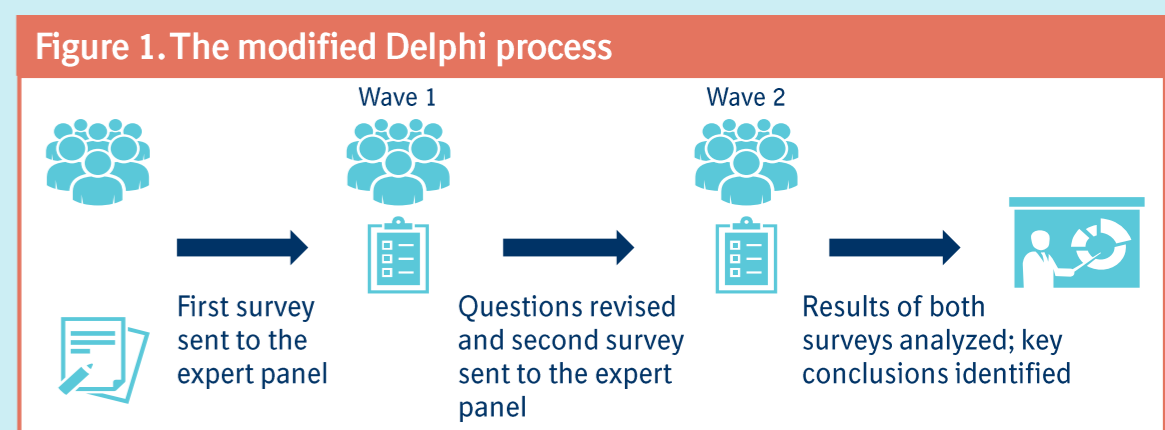 Figure 1. The modified Delphi process
Wave 1
Wave 2
First survey
sent to the
expert panel
Questions revised
and second survey
sent to the expert
panel
Results of both
surveys analyzed; key
conclusions identified